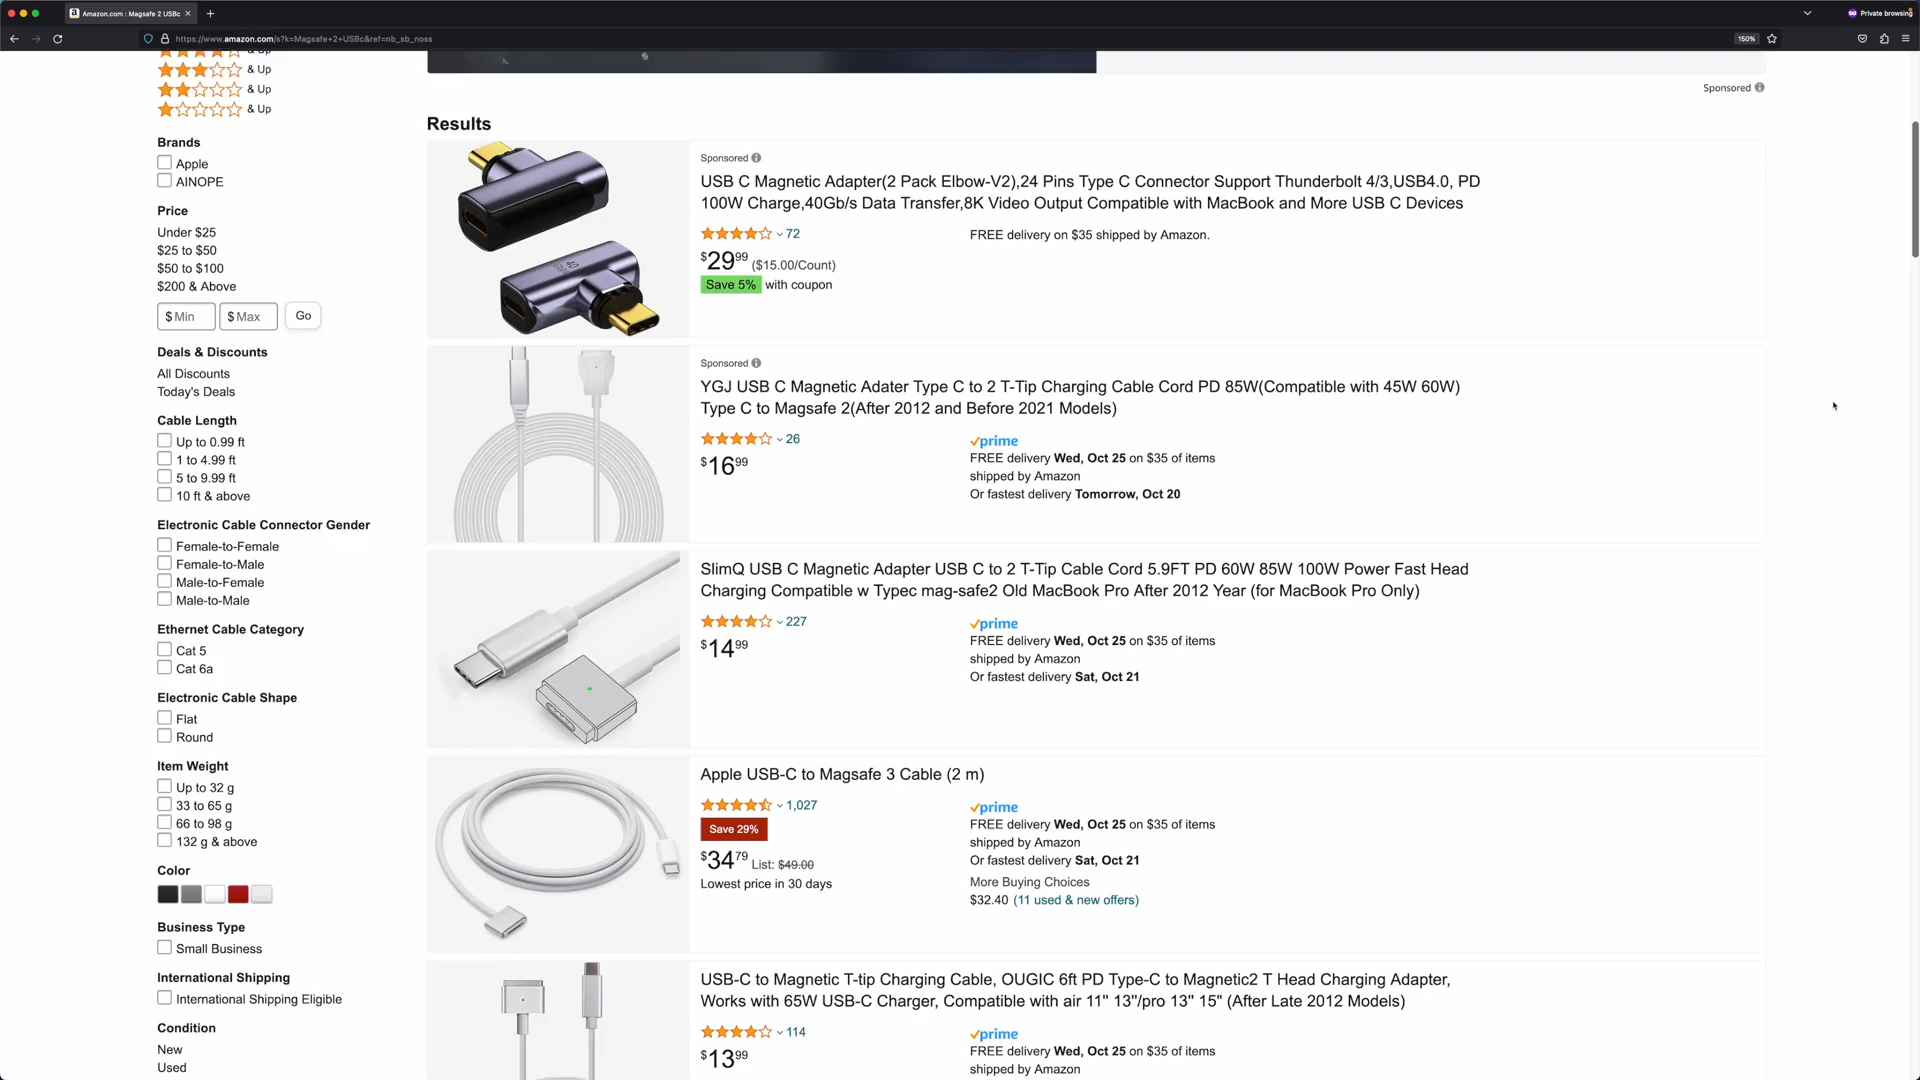 Amazon.com : Magsafe 2 USBc
Private browsing
https://www.amazon.com/s?k=Magsafe+2+USBc&ref=nb_sb_noss
150%
& Up
& Up
& Up
& Up
Brands
Apple
AINOPE
Price
Under $25
$25 to $50
$50 to $100
$200 & Above
$ Min
$ Max
Go
Deals & Discounts
All Discounts
Today's Deals
Cable Length
Up to 0.99 ft
1 to 4.99 ft
5 to 9.99 ft
10 ft & above
Electronic Cable Connector Gender
Female-to-Female
Female-to-Male
Male-to-Female
Male-to-Male
Ethernet Cable Category
Cat 5
Cat 6a
Electronic Cable Shape
Flat
Round
Item Weight
Up to 32 g
33 to 65 g
66 to 98 g
132 g & above
Color
Business Type
Small Business
International Shipping
International Shipping Eligible
Condition
New
Used
Sponsored
Results
Sponsored
USB C Magnetic Adapter(2 Pack Elbow-V2),24 Pins Type C Connector Support Thunderbolt 4/3,USB4.0, PD
100W Charge,40Gb/s Data Transfer,8K Video Output Compatible with MacBook and More USB C Devices
72
$29.99 ($15.00/Count)
Save 5% with coupon
FREE delivery on $35 shipped by Amazon.
Sponsored
YGJ USB C Magnetic Adater Type C to 2 T-Tip Charging Cable Cord PD 85W(Compatible with 45W 60W)
Type C to Magsafe 2(After 2012 and Before 2021 Models)
26
$16.99
prime
FREE delivery Wed, Oct 25 on $35 of items
shipped by Amazon
Or fastest delivery Tomorrow, Oct 20
SlimQ USB C Magnetic Adapter USB C to 2 T-Tip Cable Cord 5.9FT PD 60W 85W 100W Power Fast Head
Charging Compatible w Typec mag-safe2 Old MacBook Pro After 2012 Year (for MacBook Pro Only)
227
$14.99
prime
FREE delivery Wed, Oct 25 on $35 of items
shipped by Amazon
Or fastest delivery Sat, Oct 21
Apple USB-C to Magsafe 3 Cable (2 m)
1,027
Save 29%
$34.79 List: $49.00
Lowest price in 30 days
prime
FREE delivery Wed, Oct 25 on $35 of items
shipped by Amazon
Or fastest delivery Sat, Oct 21
More Buying Choices
$32.40 (11 used & new offers)
USB-C to Magnetic T-tip Charging Cable, OUGIC 6ft PD Type-C to Magnetic2 T Head Charging Adapter,
Works with 65W USB-C Charger, Compatible with air 11" 13"/pro 13" 15" (After Late 2012 Models)
114
$13.99
prime
FREE delivery Wed, Oct 25 on $35 of items
shipped by Amazon